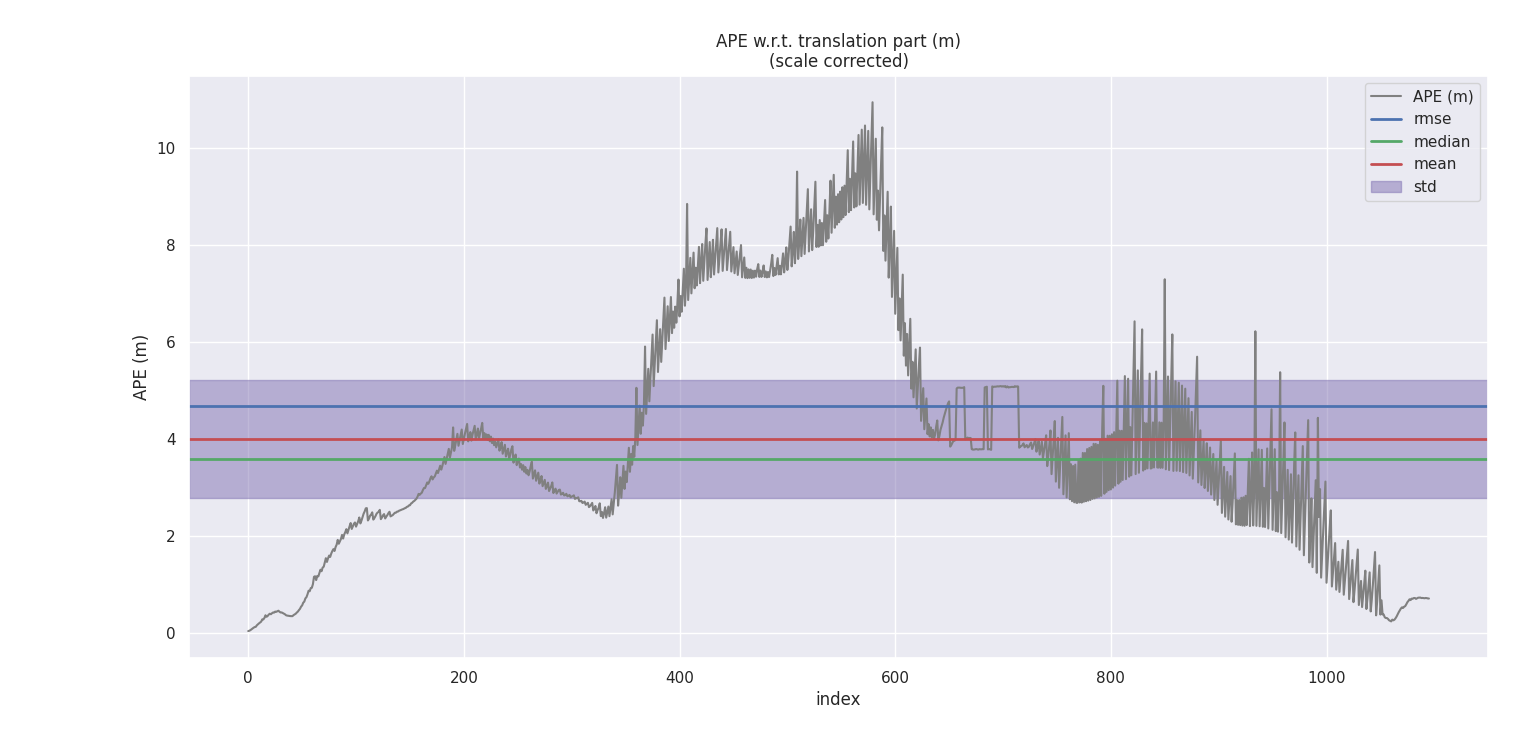 APE w.r.t. translation part (m)
(scale corrected)
APE (m)
rmse
median
mean
std
10
8
6
4
2
0
APE (m)
0 200 400 600 800 1000
index